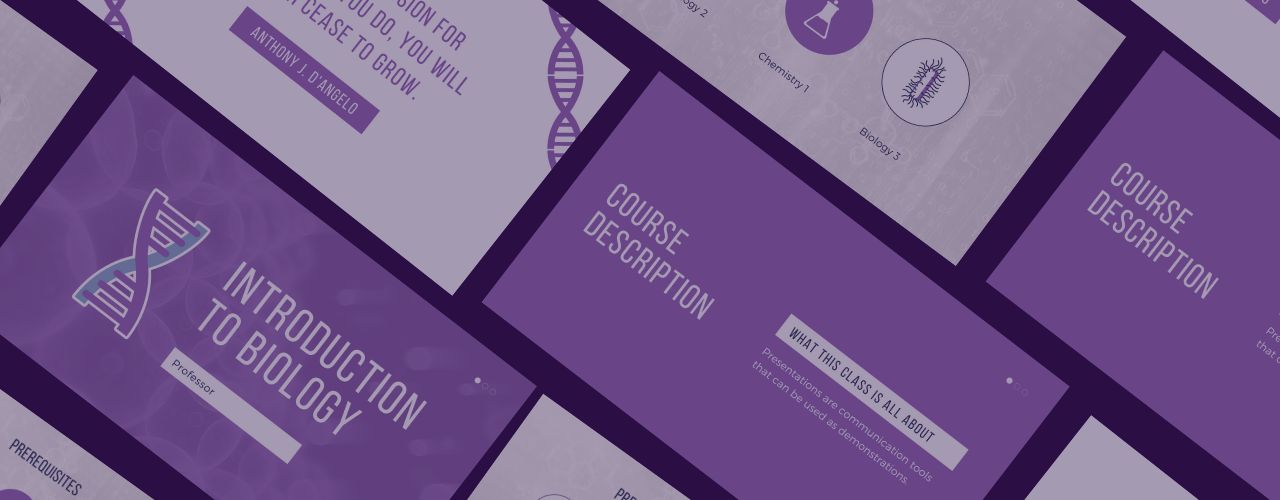 SION FOR
YOU DO, YOU WILL
CEASE TO GROW.
ANTHONY J. D'ANGELO
Chemistry 1
Biology 3
INTRODUCTION
TO BIOLOGY
Professor
COURSE
DESCRIPTION
WHAT THIS CLASS IS ALL ABOUT
Presentations are communication tools
that can be used as demonstrations.
COURSE
DESCRIPTION
PREREQUISITES